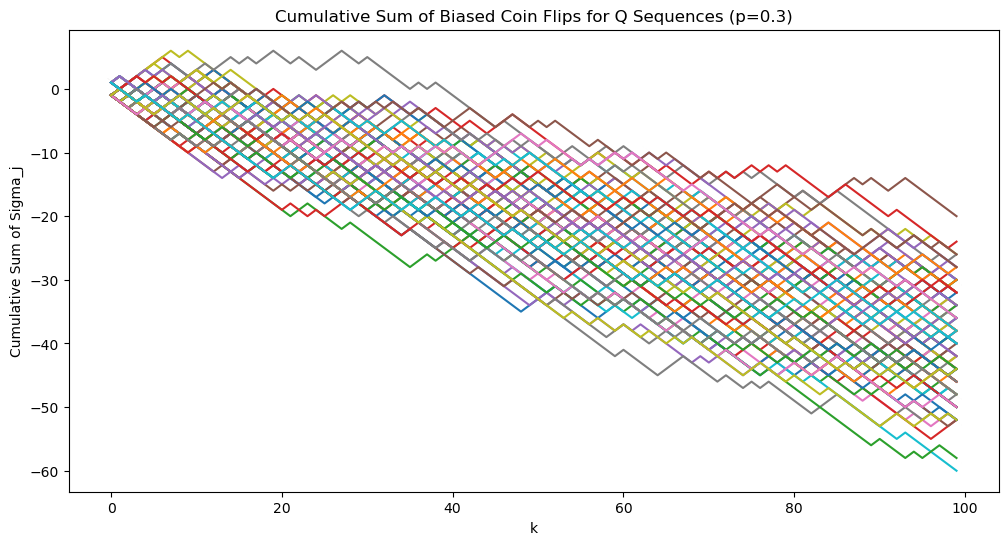 Cumulative Sum of Biased Coin Flips for Q Sequences (p=0.3)
Cumulative Sum of Sigma_j
0
−10
−20
−30
−40
−50
−60
0 20 40 60 80 100
k